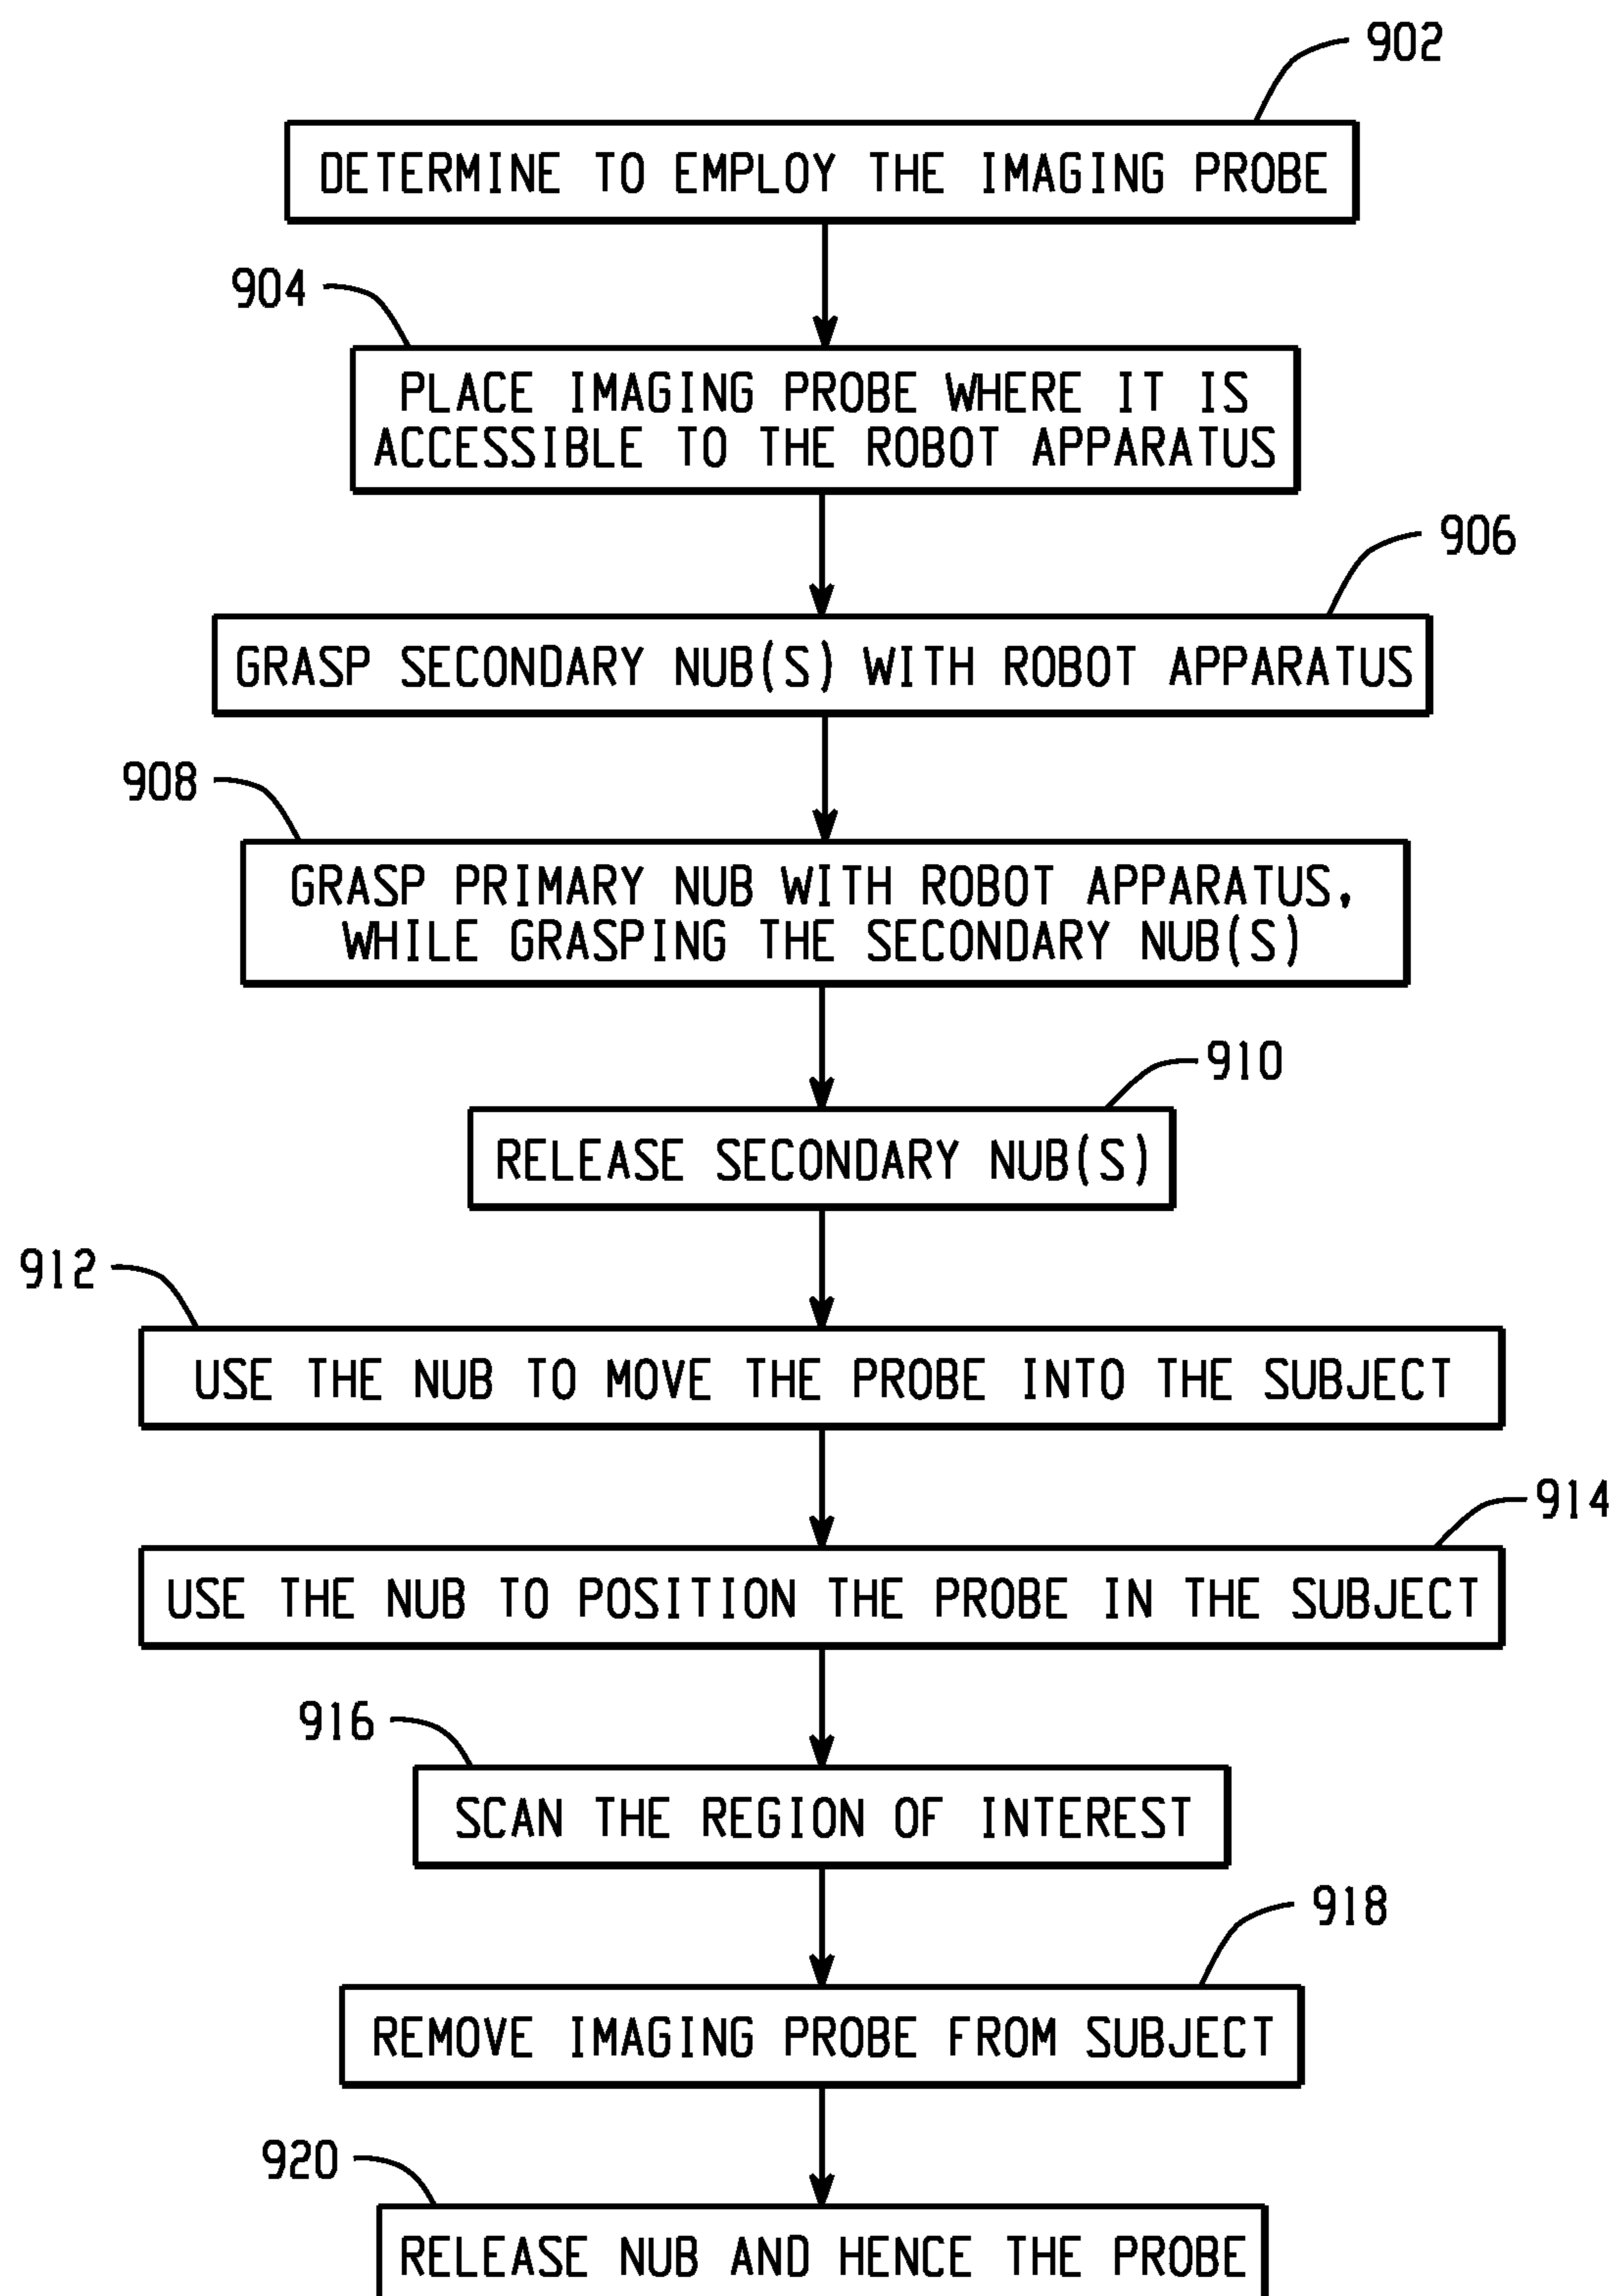 902
DETERMINE TO EMPLOY THE IMAGING PROBE
904
PLACE IMAGING PROBE WHERE IT IS
ACCESSIBLE TO THE ROBOT APPARATUS
906
GRASP SECONDARY NUB(S) WITH ROBOT APPARATUS
908
GRASP PRIMARY NUB WITH ROBOT APPARATUS,
WHILE GRASPING THE SECONDARY NUB(S)
910
RELEASE SECONDARY NUB(S)
912
USE THE NUB TO MOVE THE PROBE INTO THE SUBJECT
914
USE THE NUB TO POSITION THE PROBE IN THE SUBJECT
916
SCAN THE REGION OF INTEREST
918
REMOVE IMAGING PROBE FROM SUBJECT
920
RELEASE NUB AND HENCE THE PROBE